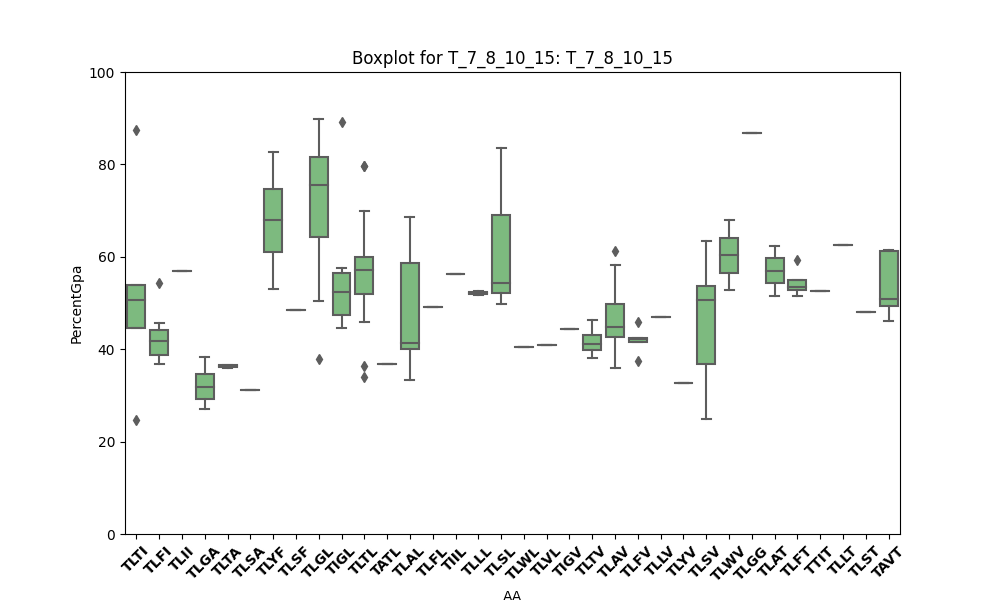 Boxplot for T_7_8_10_15: T_7_8_10_15
PercentGpa
100
80
60
40
20
0
TLTI TLFI TLII TLGA TLTA TLSA TLYF TLSF TLGL TIGL TLTL TATL TLAL TLFL TIIL TLLL TLSL TLWL TLVL TIGV TLTV TLAV TLFV TLLV TLYV TLSV TLWV TLGG TLAT TLFT TTIT TLLT TLST TAVT
AA